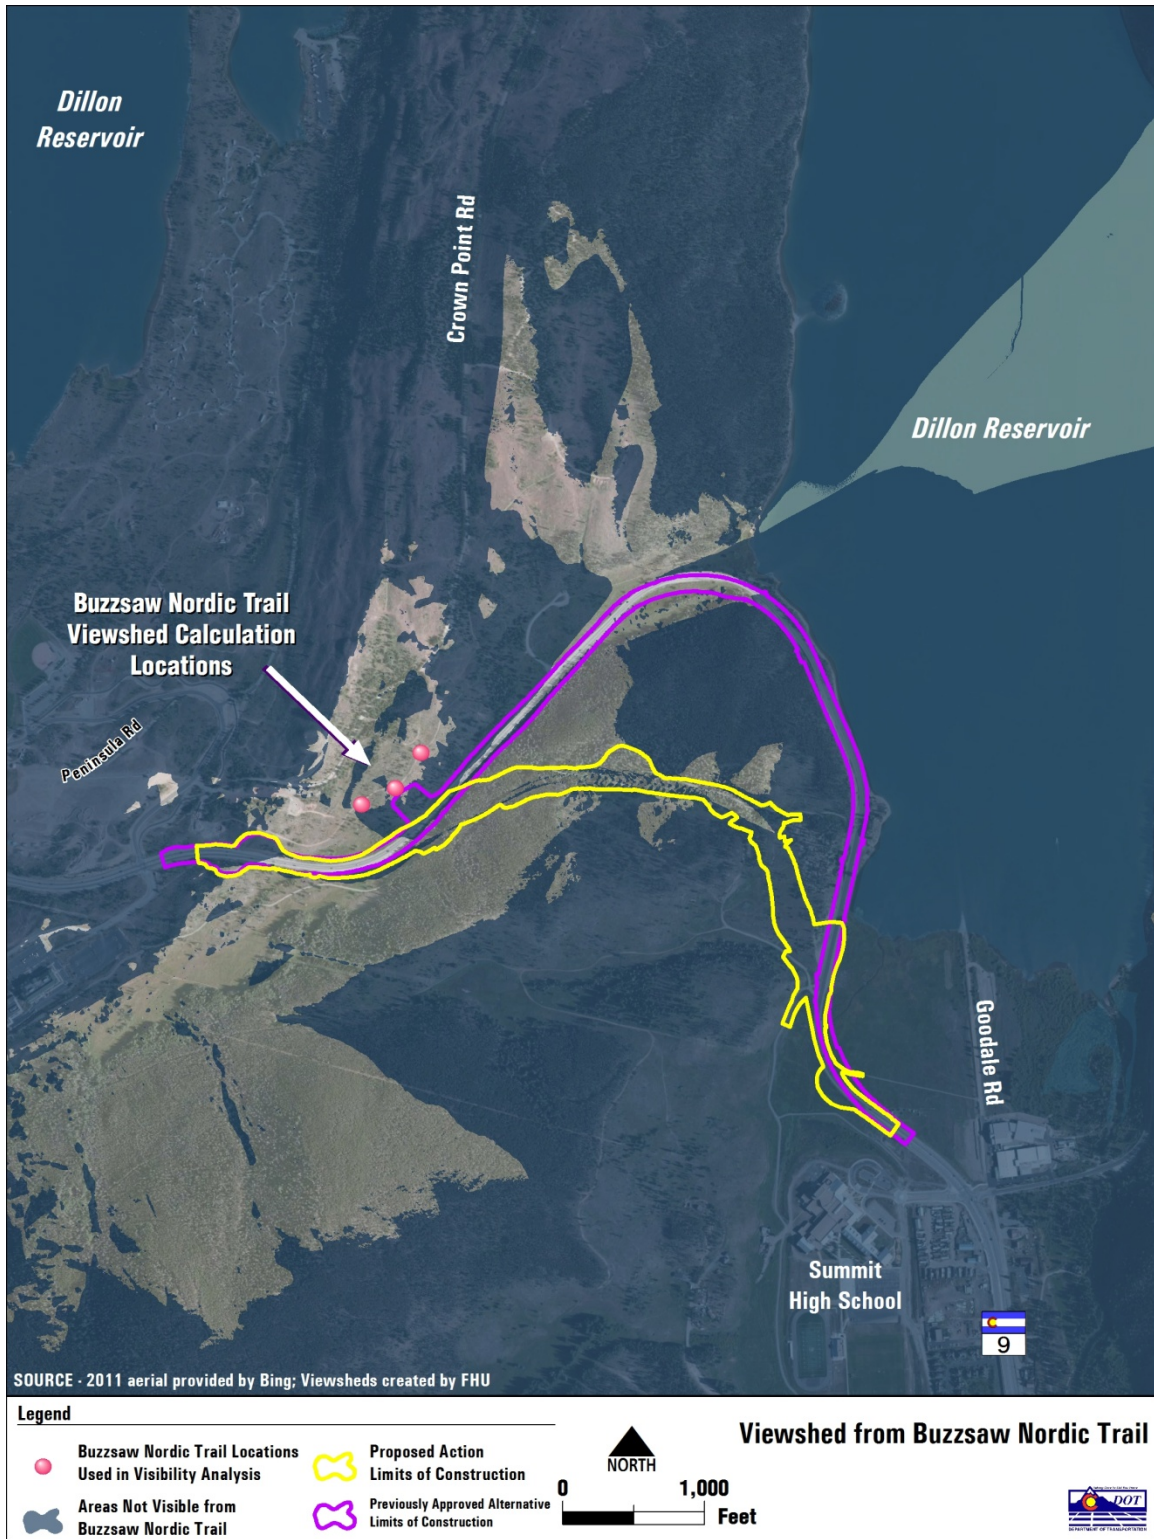 Dillon
Reservoir
Crown Point Rd
Dillon Reservoir
Buzzsaw Nordic Trail
Viewshed Calculation
Locations
Peninsula Rd
Goodale Rd
Summit
High School
9
SOURCE - 2011 aerial provided by Bing; Viewsheds created by FHU
Legend
Buzzsaw Nordic Trail Locations
Used in Visibility Analysis
Areas Not Visible from
Buzzsaw Nordic Trail
Proposed Action
Limits of Construction
Previously Approved Alternative
Limits of Construction
NORTH
0 1,000
Feet
Viewshed from Buzzsaw Nordic Trail
DOT
DEPARTMENT OF TRANSPORTATION